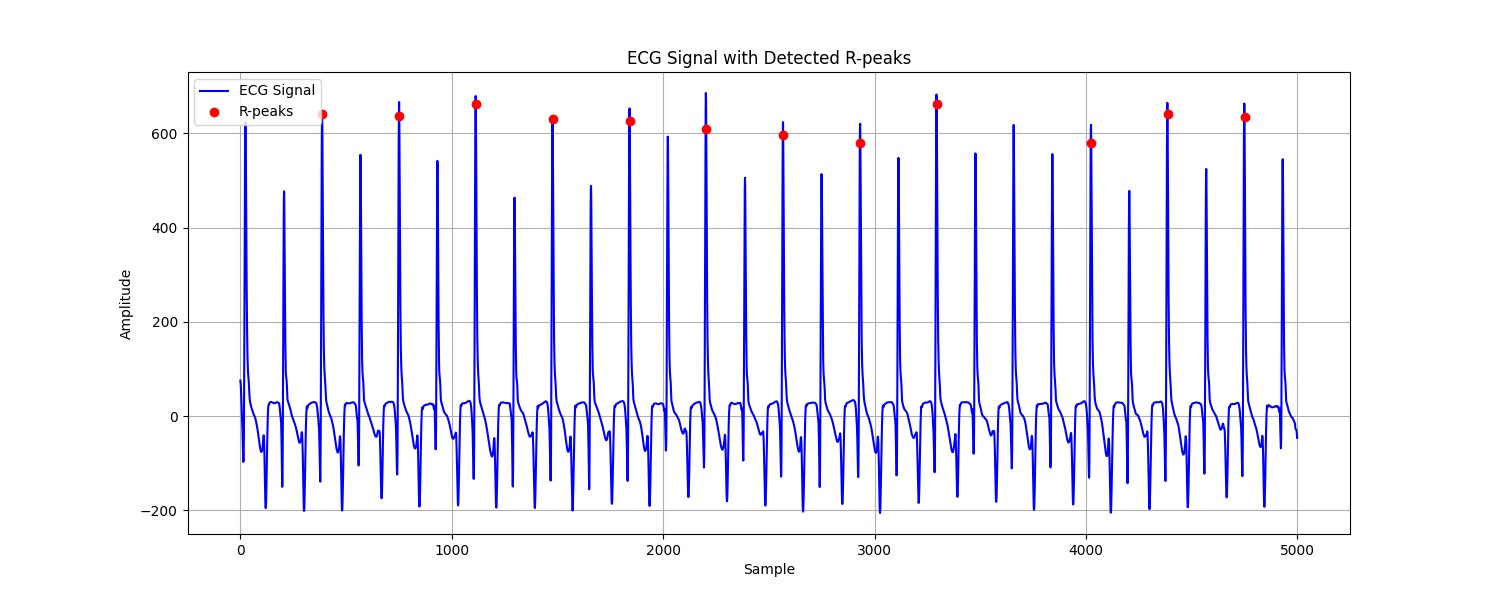 ECG Signal with Detected R-peaks
ECG Signal
R-peaks
600
400
200
0
−200
Amplitude
0
1000
2000
3000
4000
5000
Sample